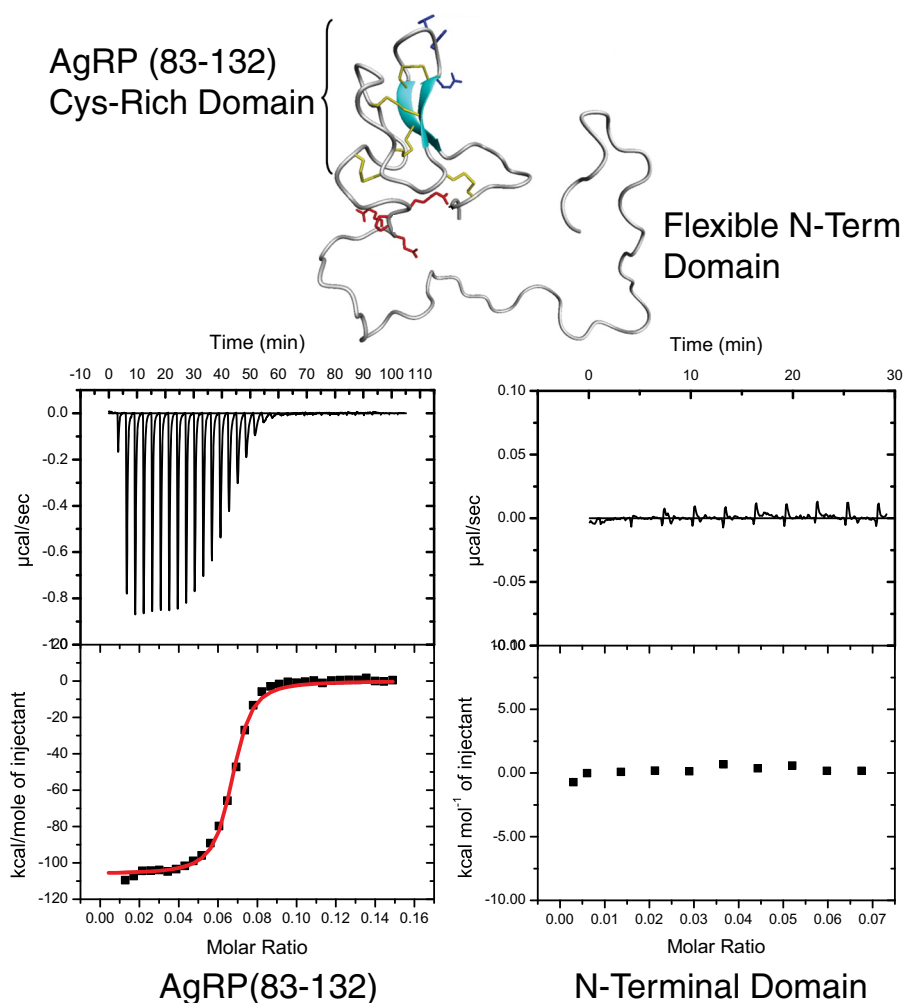 AgRP (83-132)
Cys-Rich Domain
Flexible N-Term
Domain
Time (min)
-10 0 10 20 30 40 50 60 70 80 90 100 110
0.0
-0.2
-0.4
-0.6
-0.8
µcal/sec
0
-20
-40
-60
-80
-100
-120
kcal/mole of injectant
0.00 0.02 0.04 0.06 0.08 0.10 0.12 0.14 0.16
Molar Ratio
AgRP(83-132)
Time (min)
0 10 20 30
0.10
0.05
0.00
-0.05
µcal/sec
5.00
0.00
-5.00
-10.00
kcal mol⁻¹ of injectant
0.00 0.01 0.02 0.03 0.04 0.05 0.06 0.07
Molar Ratio
N-Terminal Domain